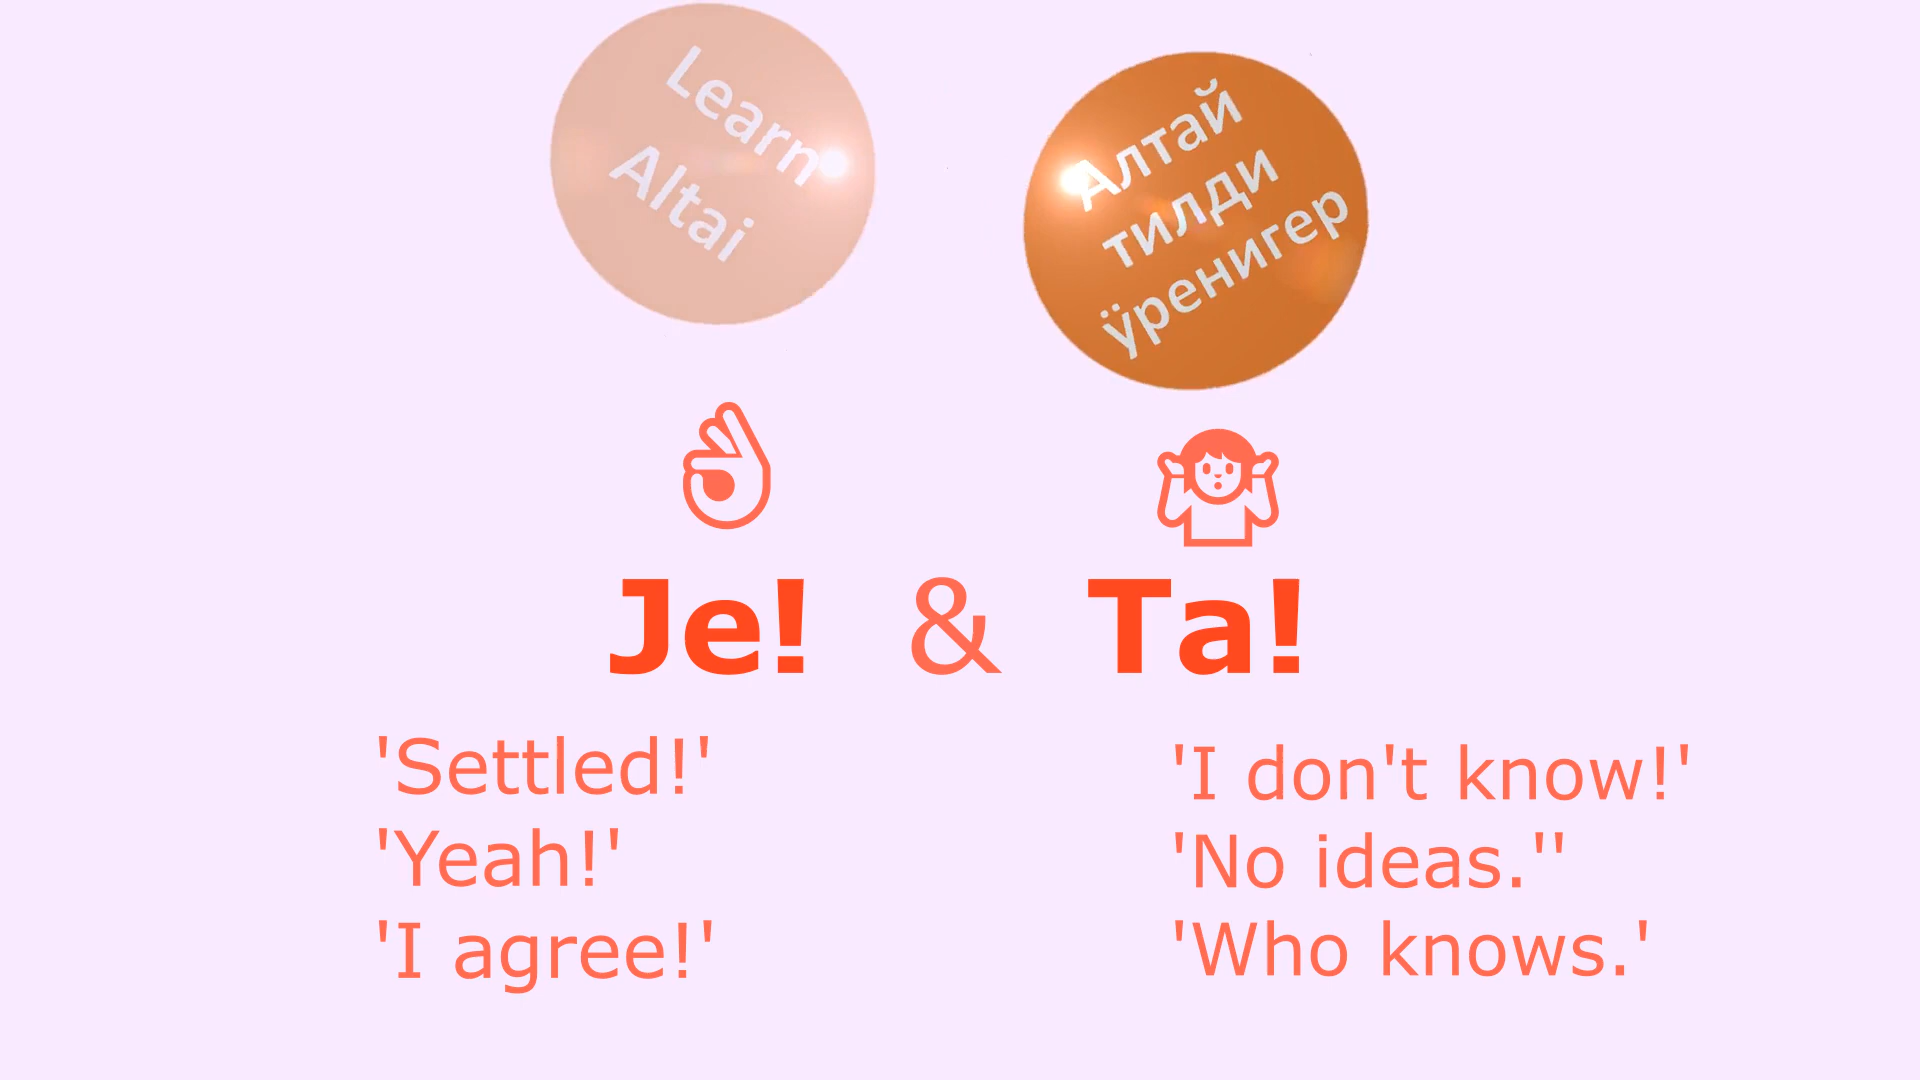 Learn
Altai
Алтай
тилди
ӱренигер
Je! & Ta!
'Settled!'
'Yeah!'
'I agree!'
'I don't know!'
'No ideas.''
'Who knows.'